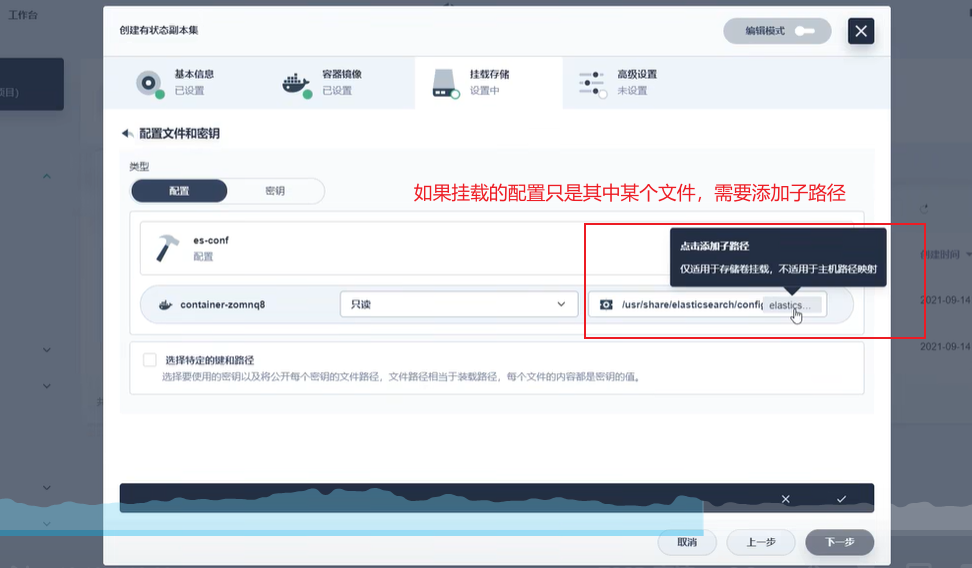 工作台
创建有状态副本集
编辑模式
基本信息
已设置
容器镜像
已设置
挂载存储
设置中
高级设置
未设置
项目）
配置文件和密钥
类型
配置
密钥
如果挂载的配置只是其中某个文件，需要添加子路径
es-conf
配置
点击添加子路径
仅适用于存储卷挂载，不适用于主机路径映射
创建时间
container-zomnq8
只读
/usr/share/elasticsearch/config
elastics...
2021-09-14
2021-09-14
选择特定的键和路径
选择要使用的密钥以及将公开每个密钥的文件路径，文件路径相当于装载路径，每个文件的内容都是密钥的值。
取消
上一步
下一步